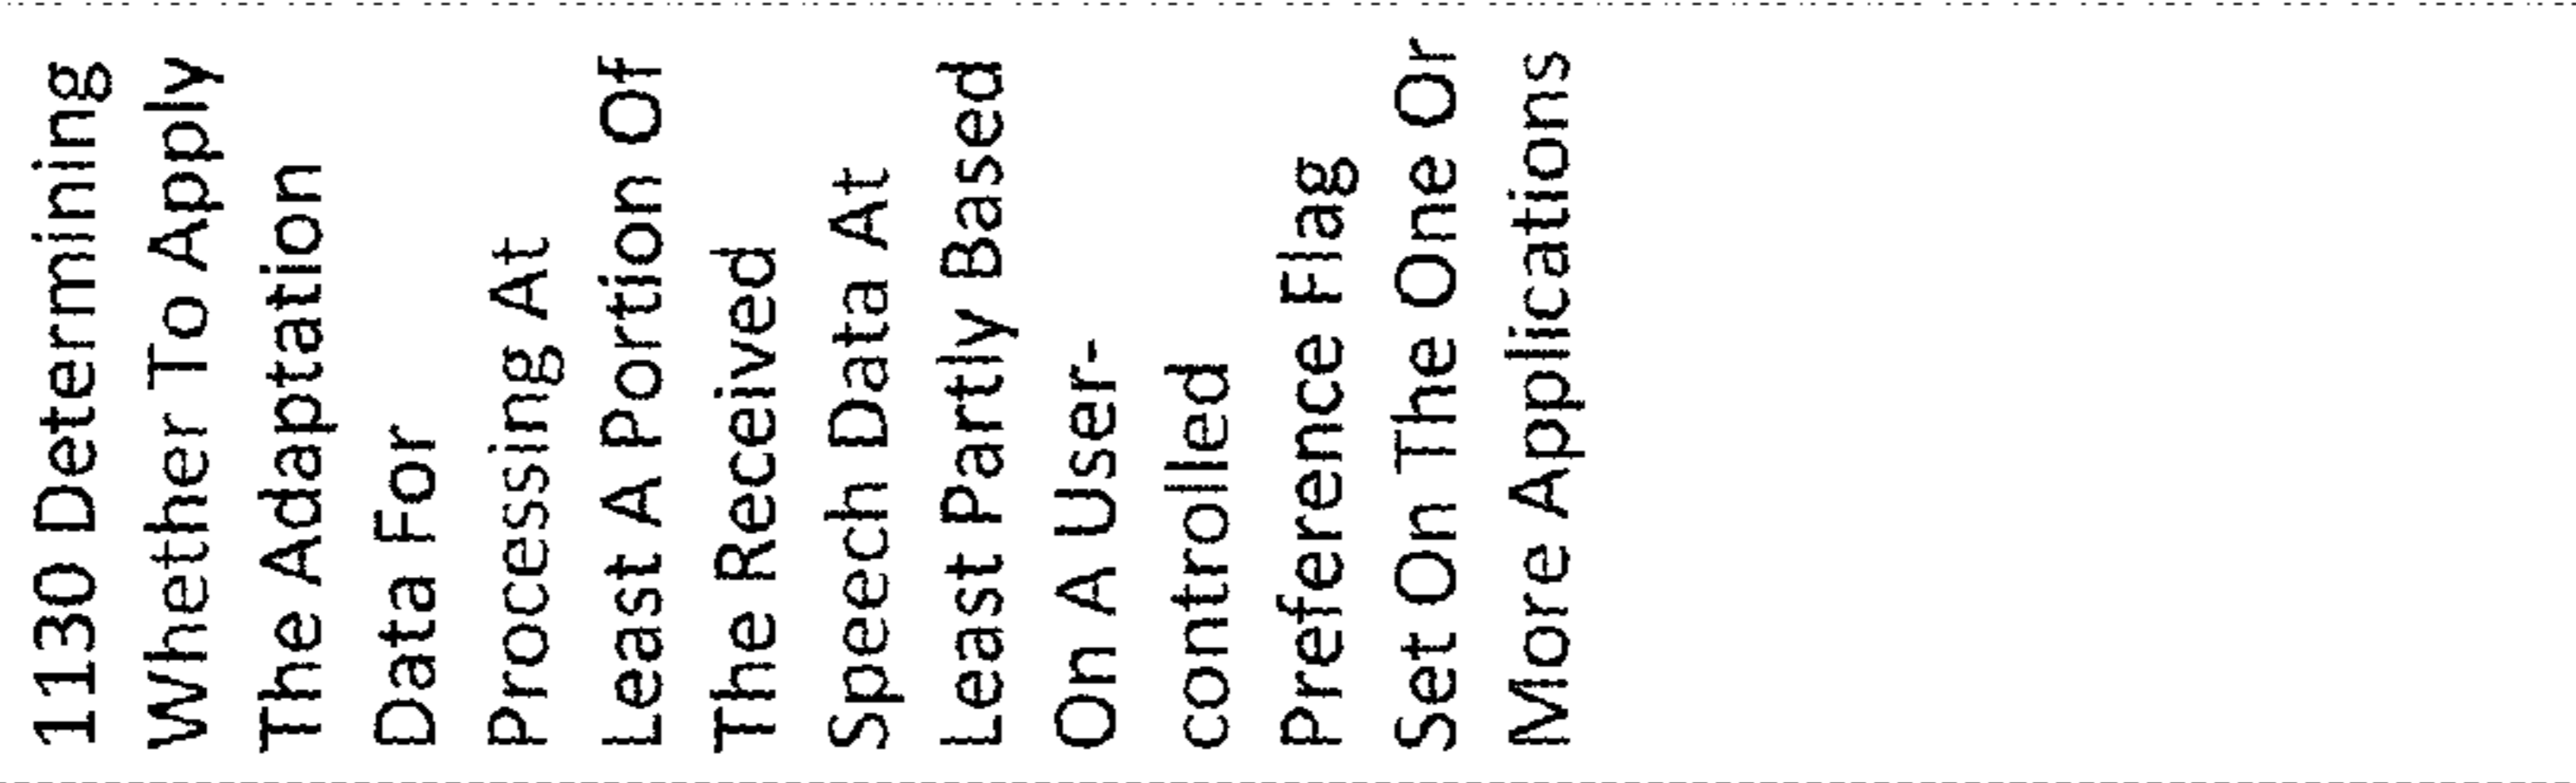 1130 Determining
Whether To Apply
The Adaptation
Data For
Processing At
Least A Portion Of
The Received
Speech Data At
Least Partly Based
On A User-
controlled
Preference Flag
Set On The One Or
More Applications